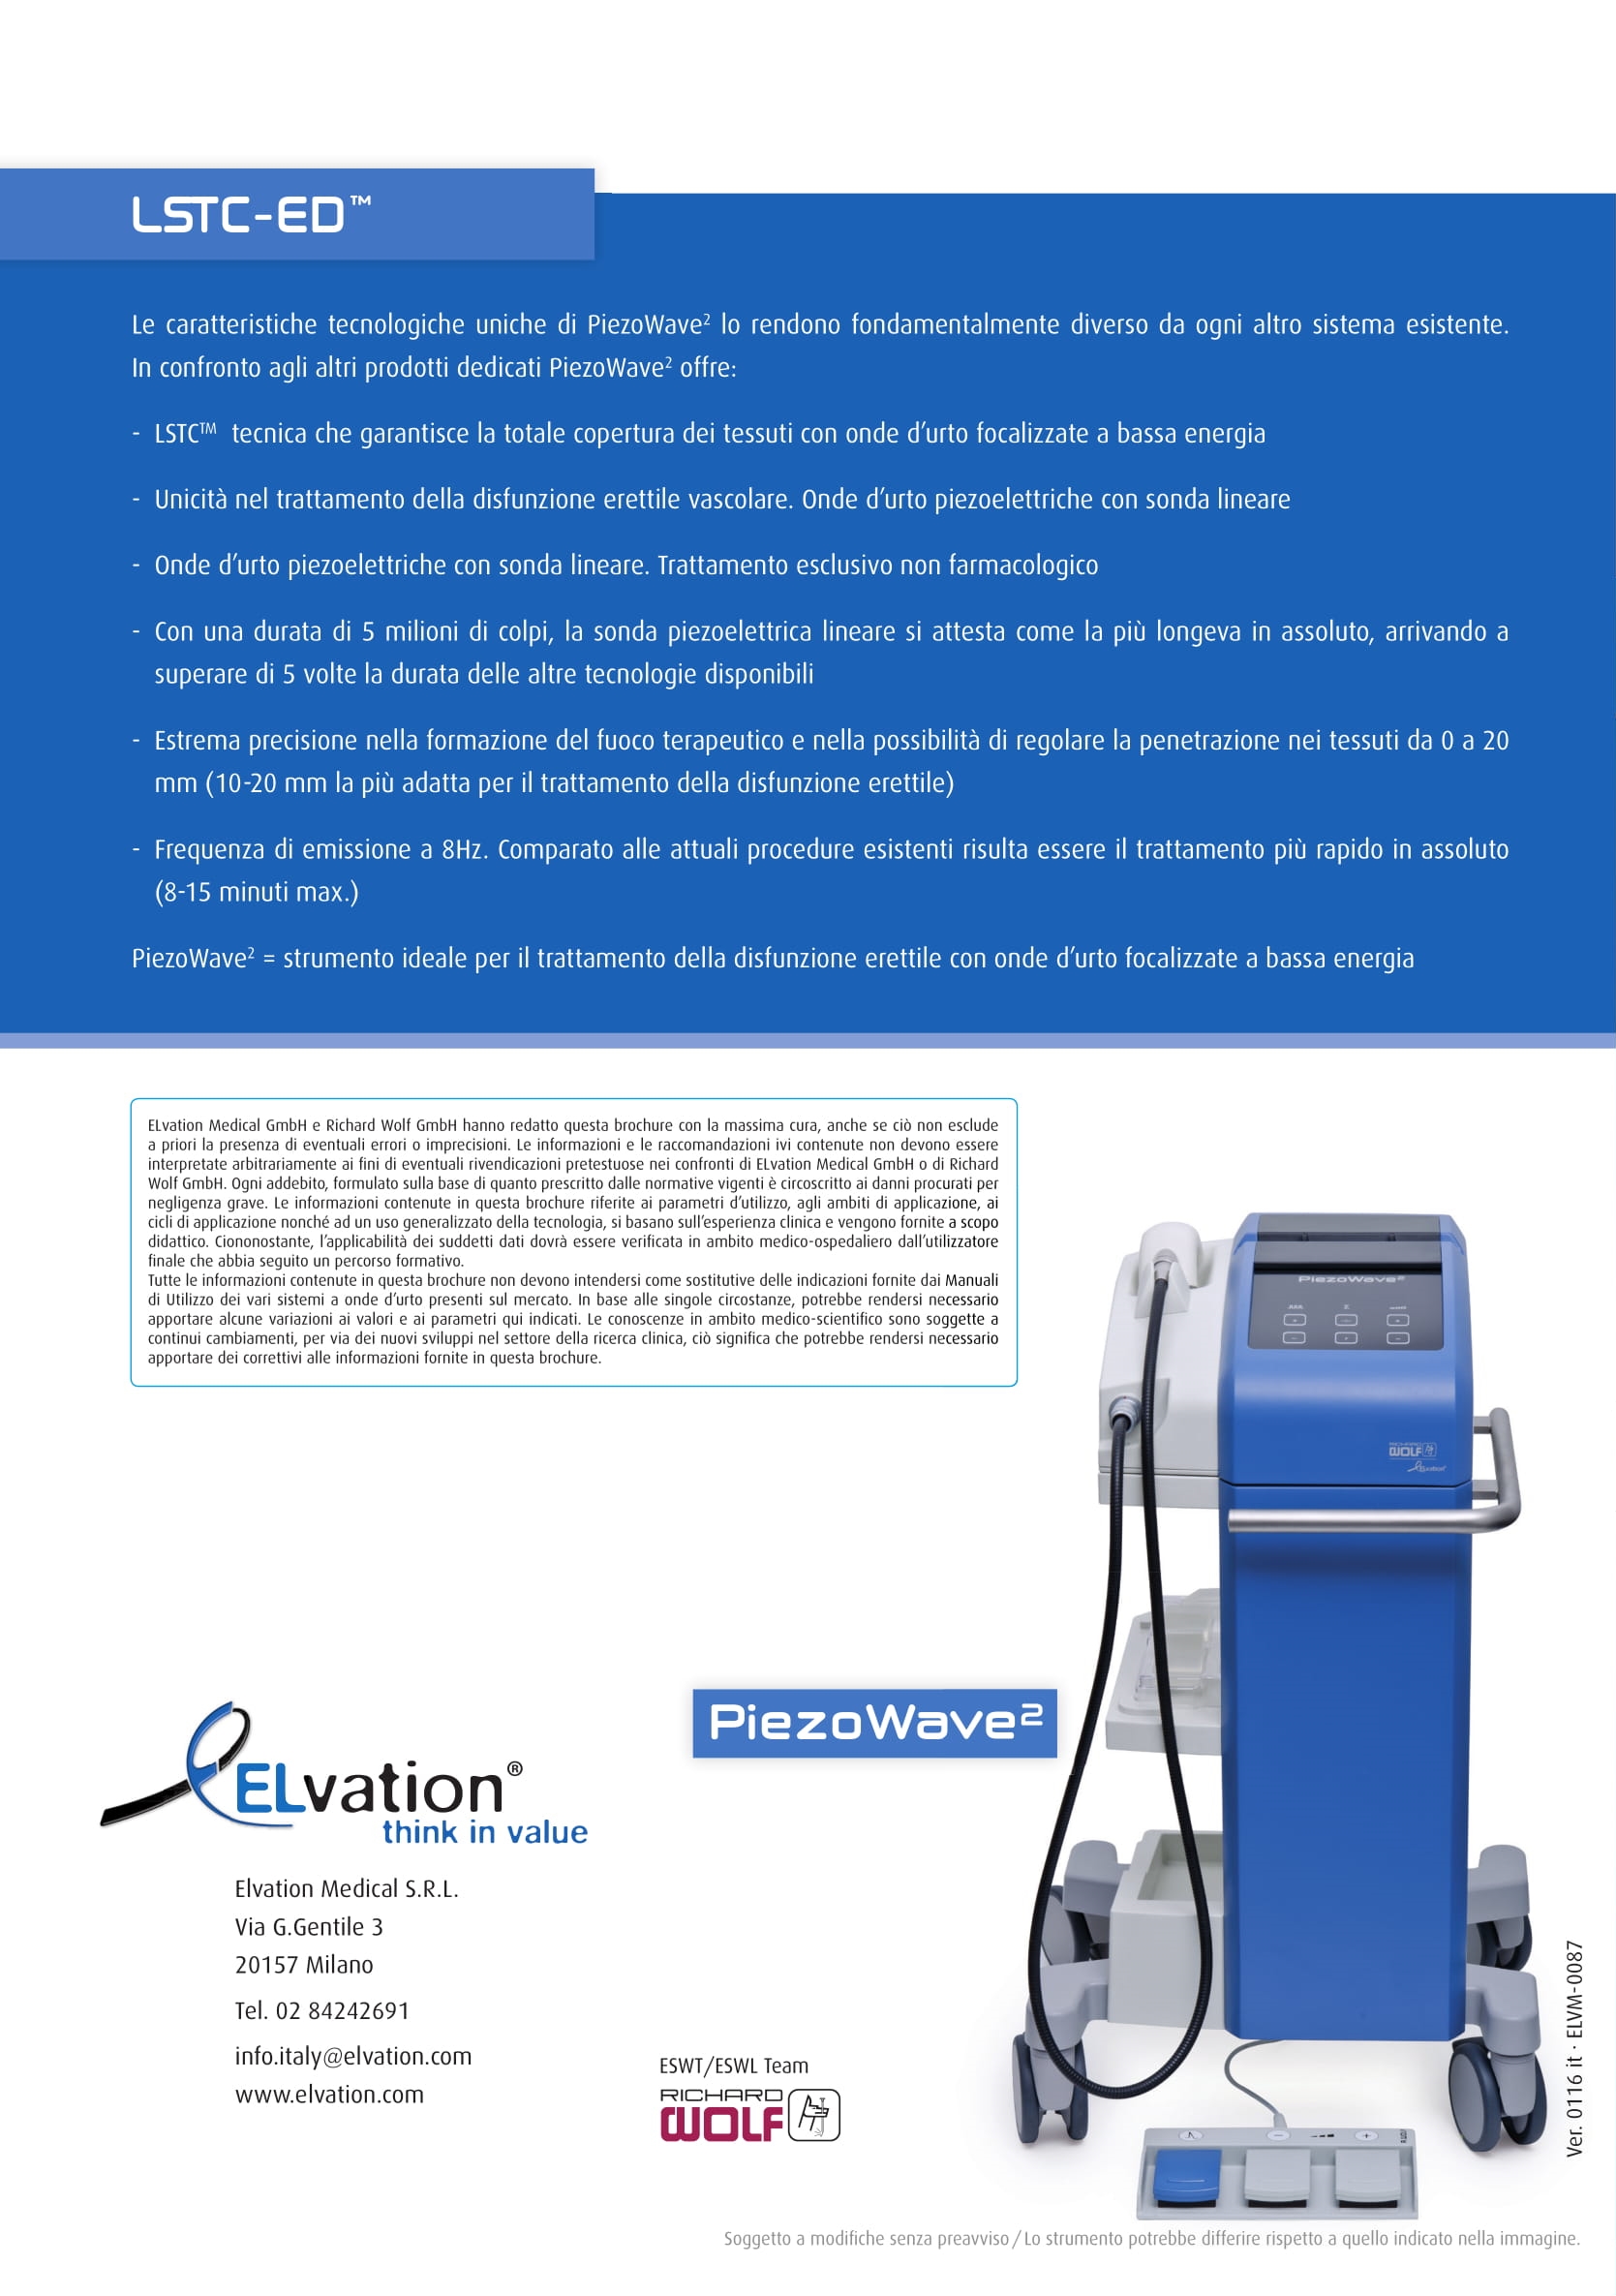 LSTC-ED™
Le caratteristiche tecnologiche uniche di PiezoWave² lo rendono fondamentalmente diverso da ogni altro sistema esistente.
In confronto agli altri prodotti dedicati PiezoWave² offre:
- LSTC™ tecnica che garantisce la totale copertura dei tessuti con onde d’urto focalizzate a bassa energia
- Unicità nel trattamento della disfunzione erettile vascolare. Onde d’urto piezoelettriche con sonda lineare
- Onde d’urto piezoelettriche con sonda lineare. Trattamento esclusivo non farmacologico
- Con una durata di 5 milioni di colpi, la sonda piezoelettrica lineare si attesta come la più longeva in assoluto, arrivando a
superare di 5 volte la durata delle altre tecnologie disponibili
- Estrema precisione nella formazione del fuoco terapeutico e nella possibilità di regolare la penetrazione nei tessuti da 0 a 20
mm (10-20 mm la più adatta per il trattamento della disfunzione erettile)
- Frequenza di emissione a 8Hz. Comparato alle attuali procedure esistenti risulta essere il trattamento più rapido in assoluto
(8-15 minuti max.)
PiezoWave² = strumento ideale per il trattamento della disfunzione erettile con onde d’urto focalizzate a bassa energia
ELvation Medical GmbH e Richard Wolf GmbH hanno redatto questa brochure con la massima cura, anche se ciò non esclude
a priori la presenza di eventuali errori o imprecisioni. Le informazioni e le raccomandazioni ivi contenute non devono essere
interpretate arbitrariamente ai fini di eventuali rivendicazioni pretestuose nei confronti di ELvation Medical GmbH o di Richard
Wolf GmbH. Ogni addebito, formulato sulla base di quanto prescritto dalle normative vigenti è circoscritto ai danni procurati per
negligenza grave. Le informazioni contenute in questa brochure riferite ai parametri d’utilizzo, agli ambiti di applicazione, ai
cicli di applicazione nonché ad un uso generalizzato della tecnologia, si basano sull’esperienza clinica e vengono fornite a scopo
didattico. Ciononostante, l’applicabilità dei suddetti dati dovrà essere verificata in ambito medico-ospedaliero dall’utilizzatore
finale che abbia seguito un percorso formativo.
Tutte le informazioni contenute in questa brochure non devono intendersi come sostitutive delle indicazioni fornite dai Manuali
di Utilizzo dei vari sistemi a onde d’urto presenti sul mercato. In base alle singole circostanze, potrebbe rendersi necessario
apportare alcune variazioni ai valori e ai parametri qui indicati. Le conoscenze in ambito medico-scientifico sono soggette a
continui cambiamenti, per via dei nuovi sviluppi nel settore della ricerca clinica, ciò significa che potrebbe rendersi necessario
apportare dei correttivi alle informazioni fornite in questa brochure.
PiezoWave²
WOLF
ELvation
PiezoWave²
ELvation®
think in value
Elvation Medical S.R.L.
Via G.Gentile 3
20157 Milano
Tel. 02 84242691
info.italy@elvation.com
www.elvation.com
ESWT/ESWL Team
RICHARD
WOLF
Ver. 0116 it · ELVM-0087
Soggetto a modifiche senza preavviso / Lo strumento potrebbe differire rispetto a quello indicato nella immagine.